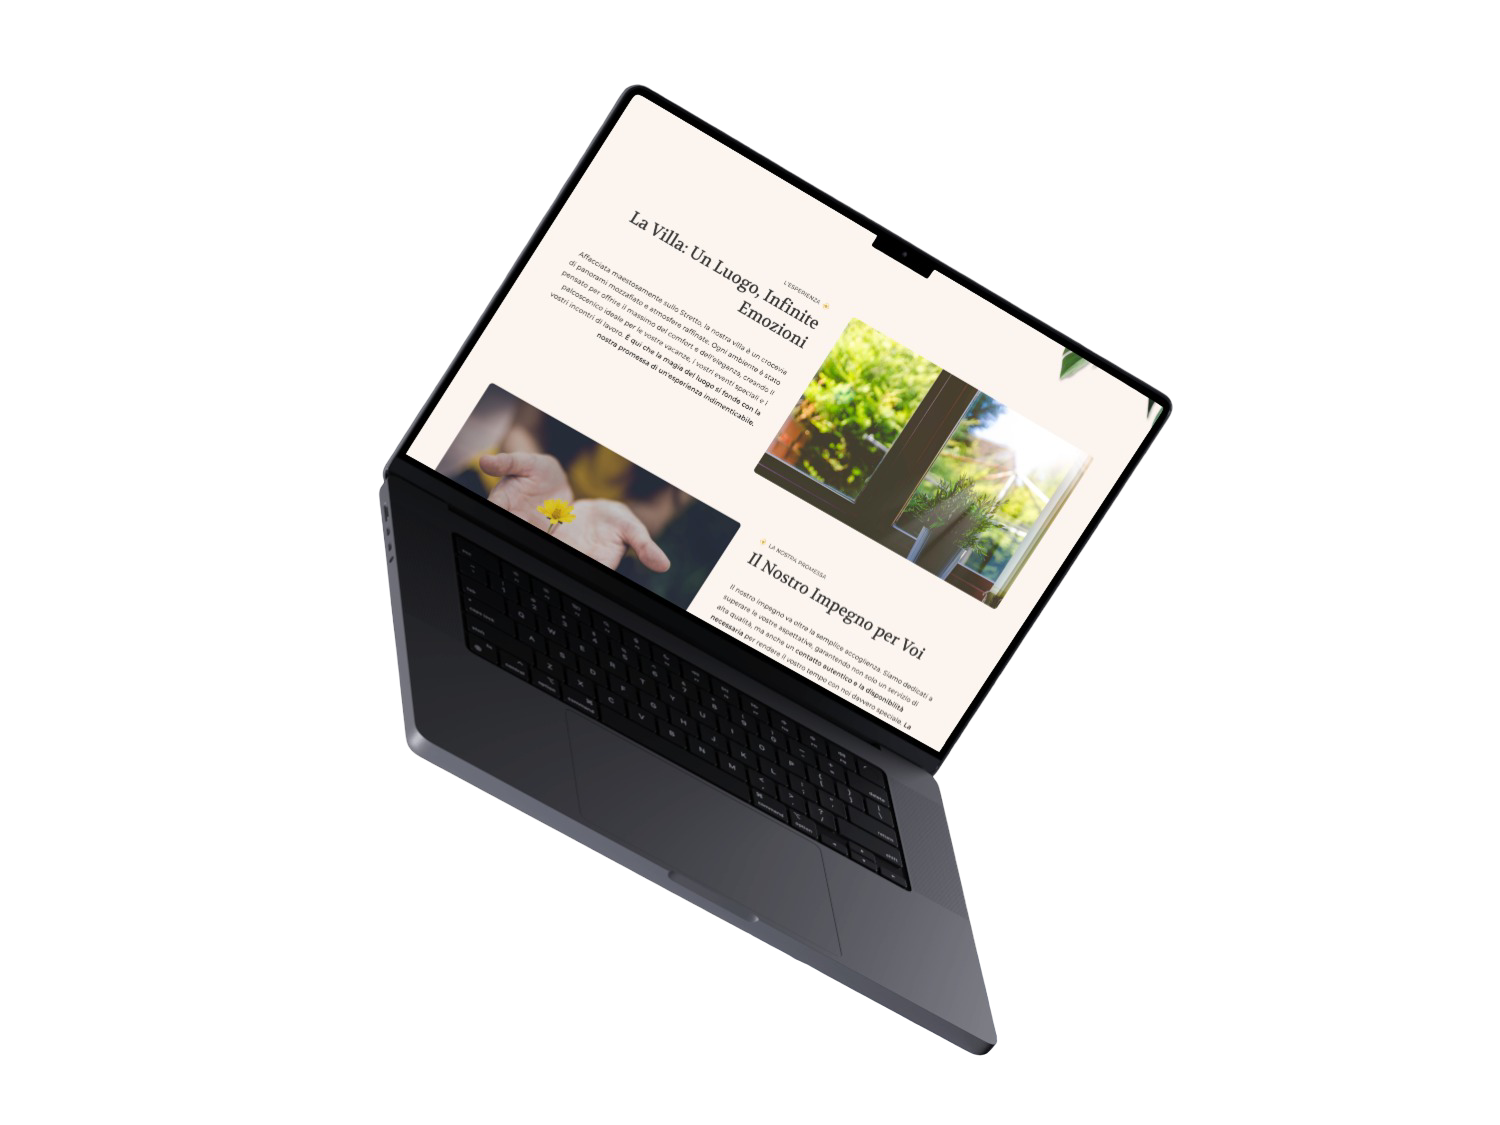 L'ESPERIENZA
La Villa: Un Luogo, Infinite
Emozioni
Affacciata maestosamente sullo Stretto, la nostra villa è un crocevia
di panorami mozzafiato e atmosfere raffinate. Ogni ambiente è stato
pensato per offrire il massimo del comfort e dell'eleganza, creando il
palcoscenico ideale per le vostre vacanze, i vostri eventi speciali e i
vostri incontri di lavoro. È qui che la magia del luogo si fonde con la
nostra promessa di un'esperienza indimenticabile.
LA NOSTRA PROMESSA
Il Nostro Impegno per Voi
Il nostro impegno va oltre la semplice accoglienza. Siamo dedicati a
superare le vostre aspettative, garantendo non solo un servizio di
alta qualità, ma anche un contatto autentico e la disponibilità
necessaria per rendere il vostro tempo con noi davvero speciale. La